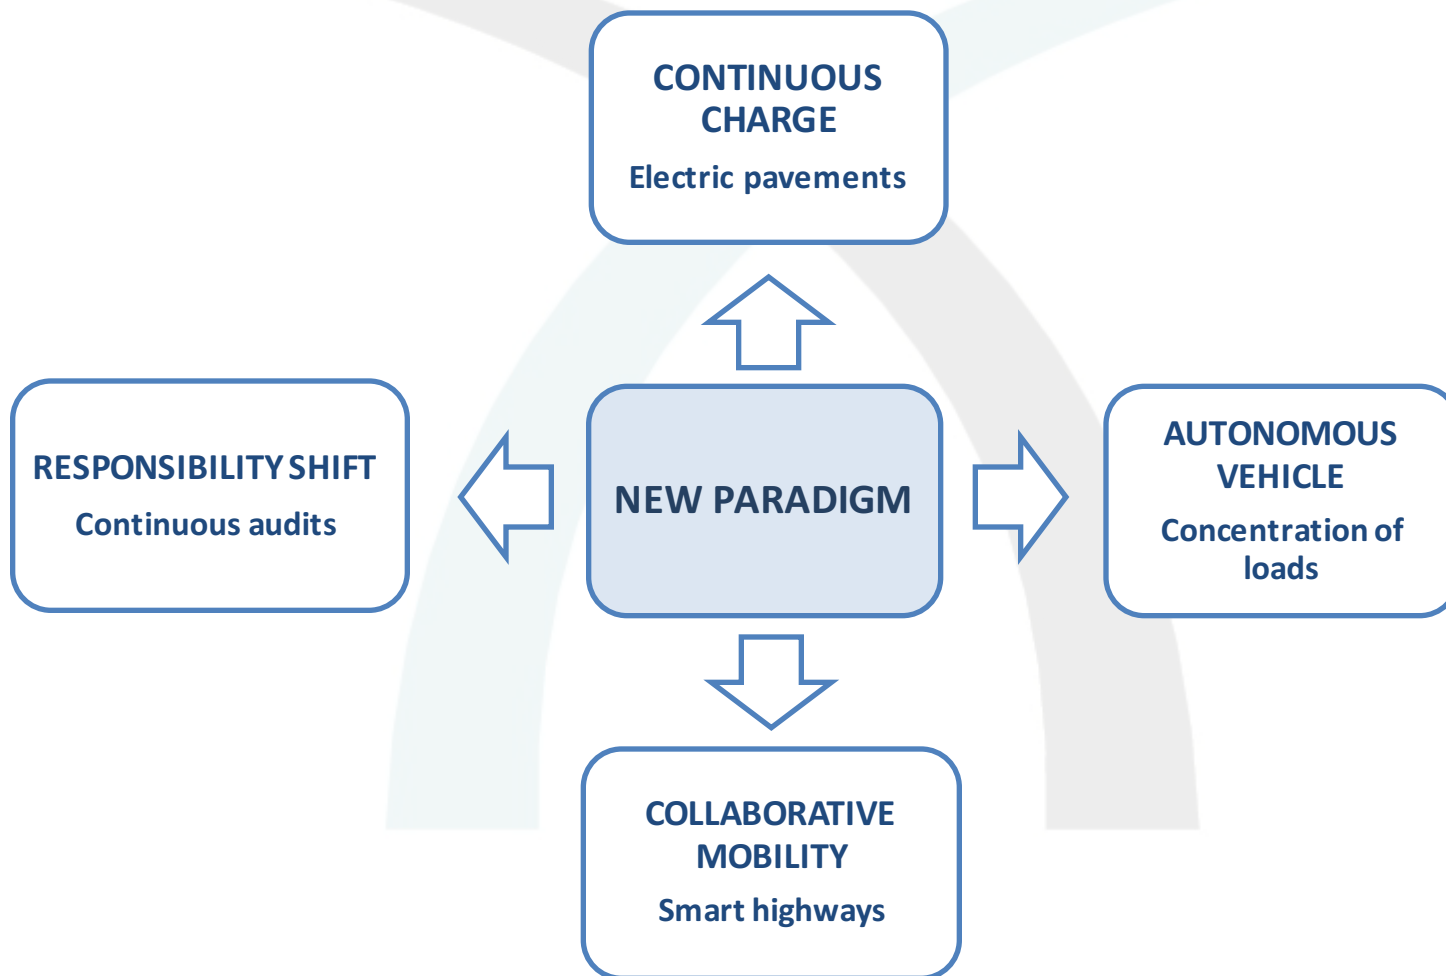 CONTINUOUS
CHARGE
Electric pavements
RESPONSIBILITY SHIFT
Continuous audits
NEW PARADIGM
AUTONOMOUS
VEHICLE
Concentration of
loads
COLLABORATIVE
MOBILITY
Smart highways